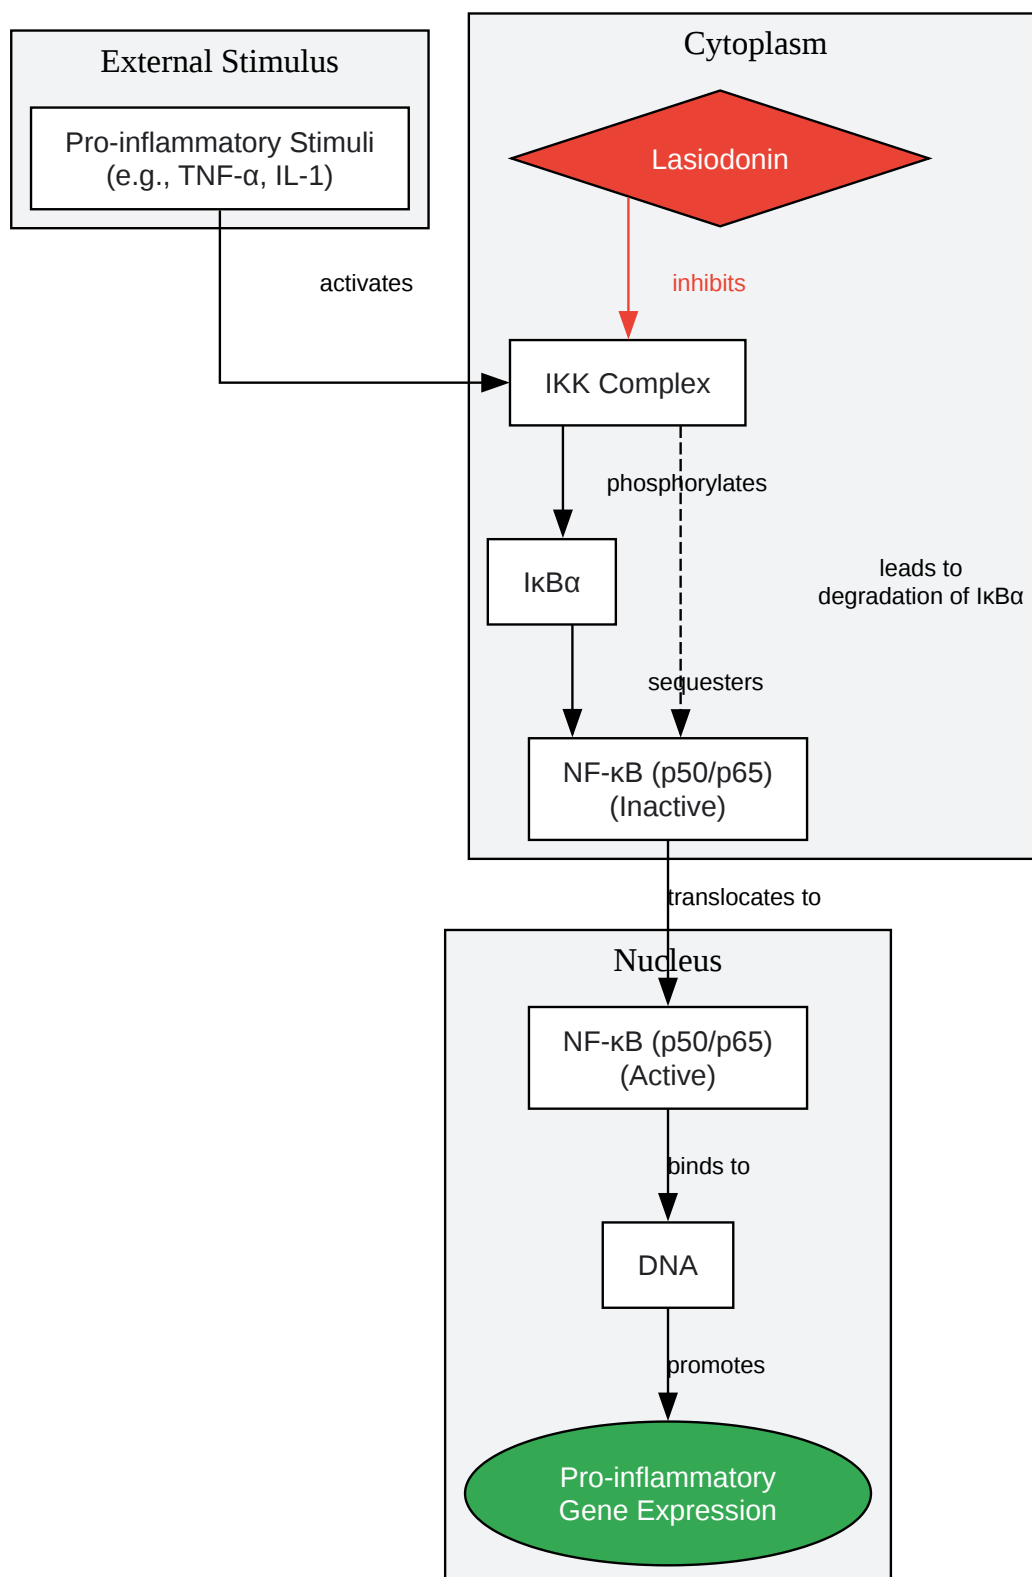 External Stimulus
Pro-inflammatory Stimuli
(e.g., TNF-α, IL-1)
activates
Cytoplasm
Lasiodonin
inhibits
IKK Complex
phosphorylates
IκBα
leads to
degradation of IκBα
sequesters
NF-κB (p50/p65)
(Inactive)
translocates to
Nucleus
NF-κB (p50/p65)
(Active)
binds to
DNA
promotes
Pro-inflammatory
Gene Expression